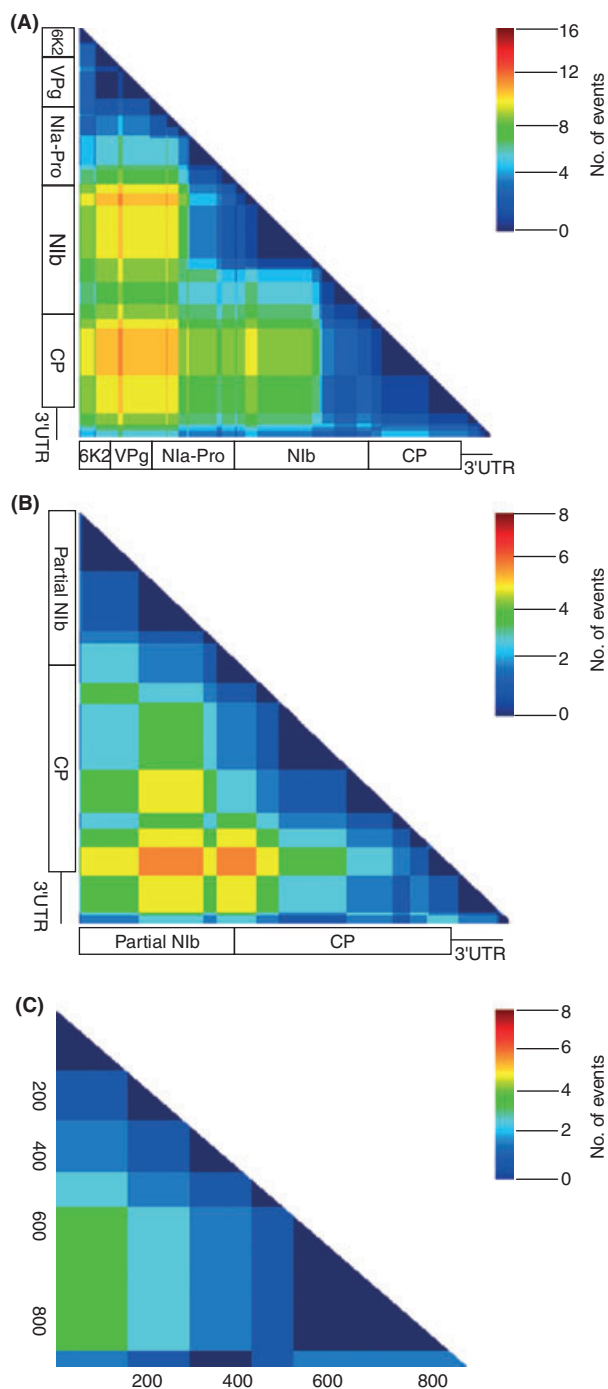 (A)
6K2
VPg
NIa-Pro
NIb
CP
3'UTR
6K2 VPg NIa-Pro NIb CP 3'UTR
16
12
8
4
0
No. of events
(B)
Partial NIb
CP
3'UTR
Partial NIb CP 3'UTR
8
6
4
2
0
No. of events
(C)
200
400
600
800
200 400 600 800
8
6
4
2
0
No. of events